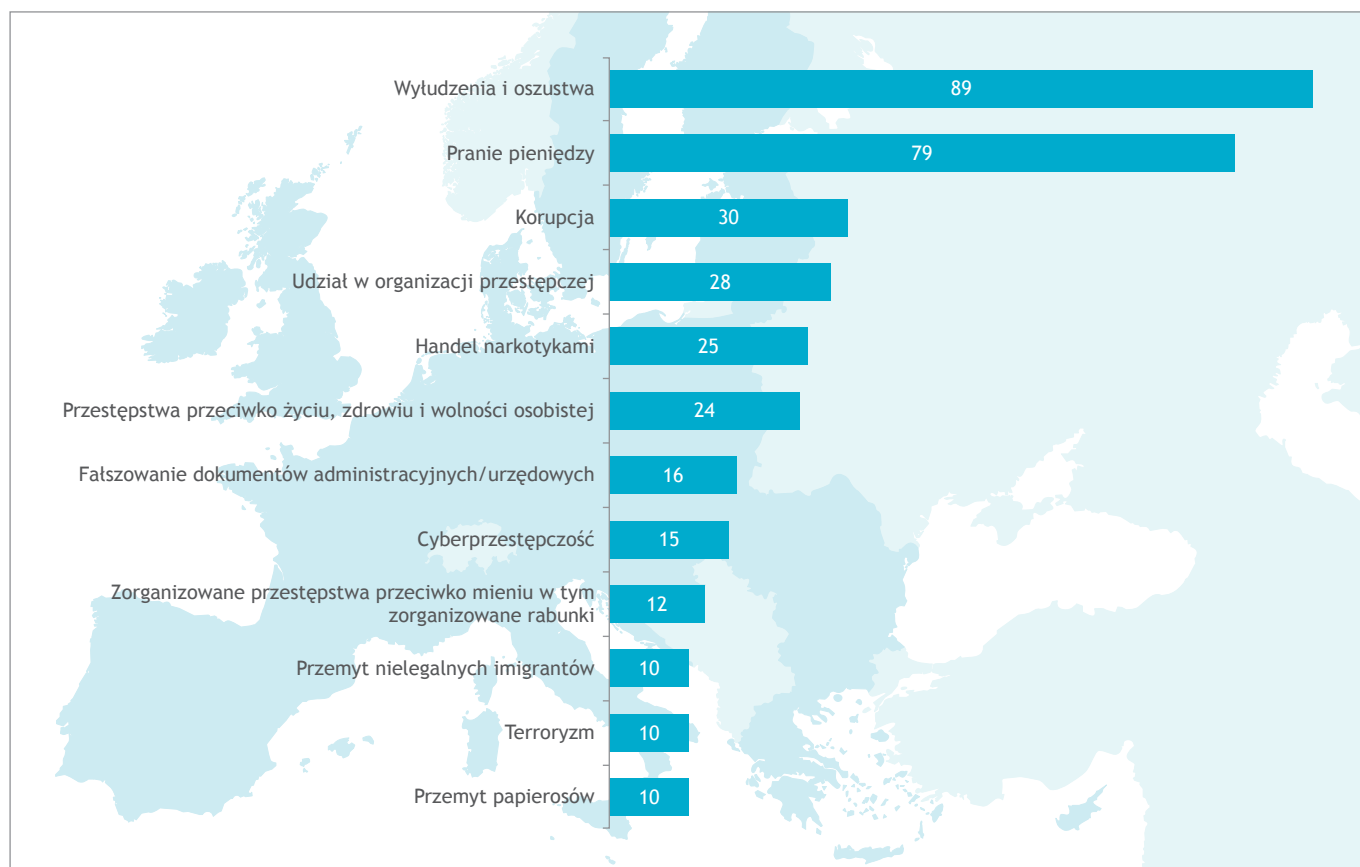 Wyłudzenia i oszustwa
89
Pranie pieniędzy
79
Korupcja
30
Udział w organizacji przestępczej
28
Handel narkotykami
25
Przestępstwa przeciwko życiu, zdrowiu i wolności osobistej
24
Fałszowanie dokumentów administracyjnych/urzędowych
16
Cyberprzestępczość
15
Zorganizowane przestępstwa przeciwko mieniu w tym
zorganizowane rabunki
12
Przemyt nielegalnych imigrantów
10
Terroryzm
10
Przemyt papierosów
10